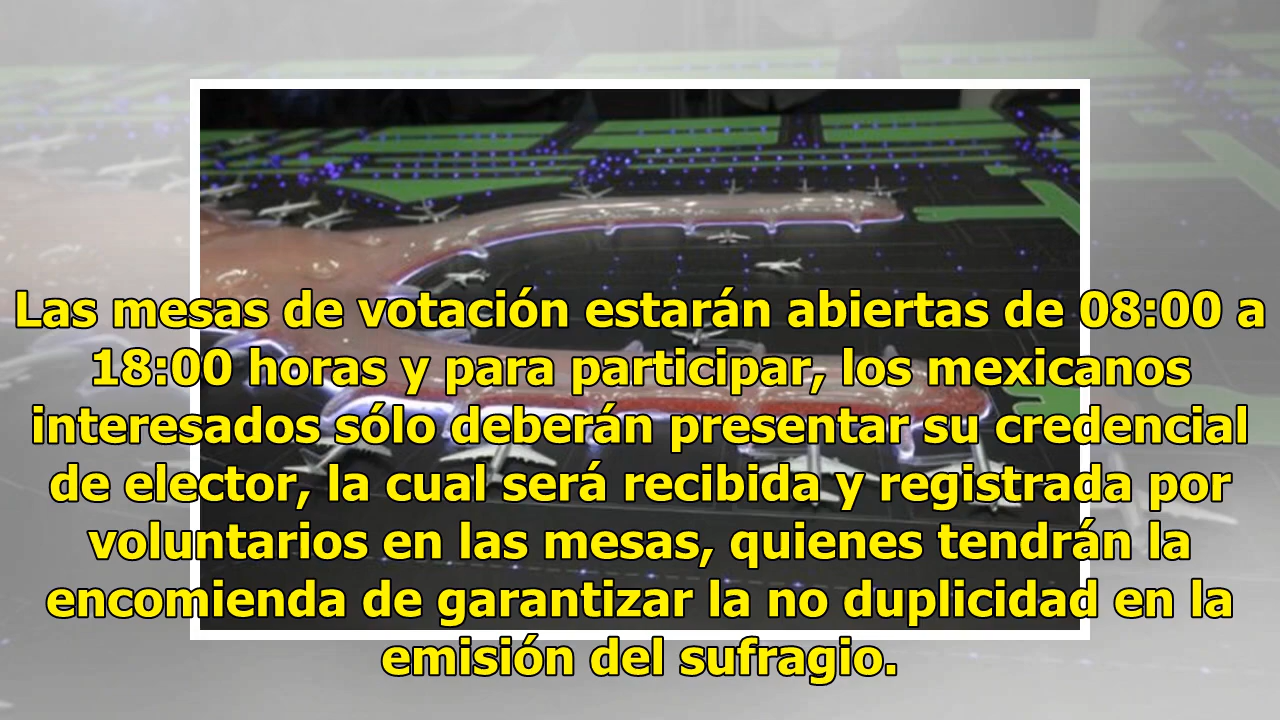 Las mesas de votación estarán abiertas de 08:00 a
18:00 horas y para participar, los mexicanos
interesados sólo deberán presentar su credencial
de elector, la cual será recibida y registrada por
voluntarios en las mesas, quienes tendrán la
encomienda de garantizar la no duplicidad en la
emisión del sufragio.